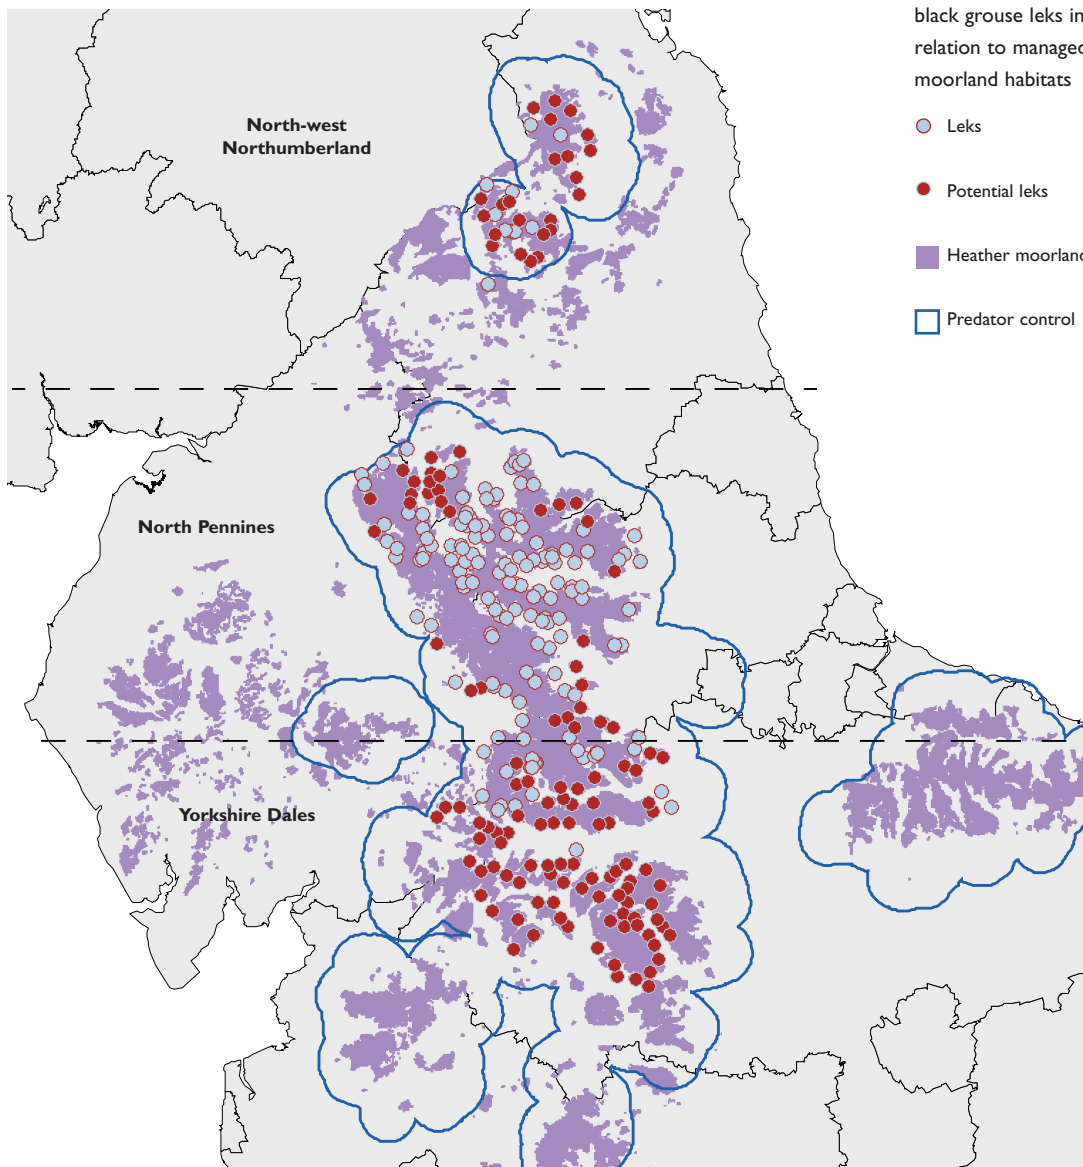 black grouse leks in
relation to managed
moorland habitats
Leks
Potential leks
Heather moorland
Predator control
North-west
Northumberland
North Pennines
Yorkshire Dales